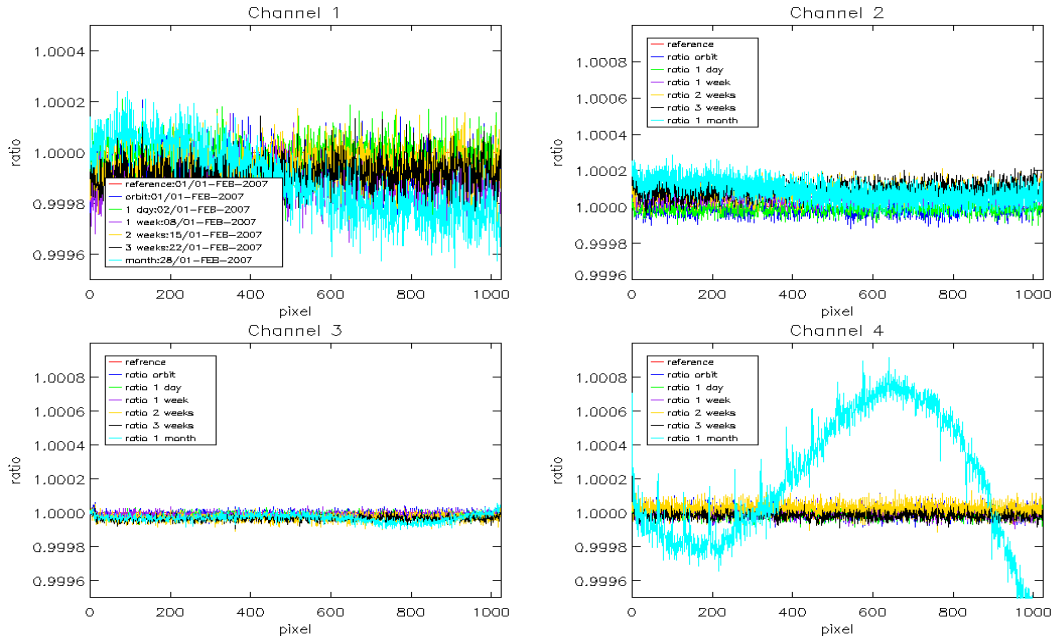 Channel 1
1.0004
1.0002
1.0000
0.9998
0.9996
ratio
reference:01/01-FEB-2007
orbit:01/01-FEB-2007
1 day:02/01-FEB-2007
1 week:08/01-FEB-2007
2 weeks:15/01-FEB-2007
3 weeks:22/01-FEB-2007
month:28/01-FEB-2007
0 200 400 600 800 1000
pixel
Channel 2
1.0008
1.0006
1.0004
1.0002
1.0000
0.9998
0.9996
ratio
reference
ratio orbit
ratio 1 day
ratio 1 week
ratio 2 weeks
ratio 3 weeks
ratio 1 month
0 200 400 600 800 1000
pixel
Channel 3
1.0008
1.0006
1.0004
1.0002
1.0000
0.9998
0.9996
ratio
refrence
ratio orbit
ratio 1 day
ratio 1 week
ratio 2 weeks
ratio 3 weeks
ratio 1 month
0 200 400 600 800 1000
pixel
Channel 4
1.0008
1.0006
1.0004
1.0002
1.0000
0.9998
0.9996
ratio
reference
ratio orbit
ratio 1 day
ratio 1 week
ratio 2 weeks
ratio 3 weeks
ratio 1 month
0 200 400 600 800 1000
pixel